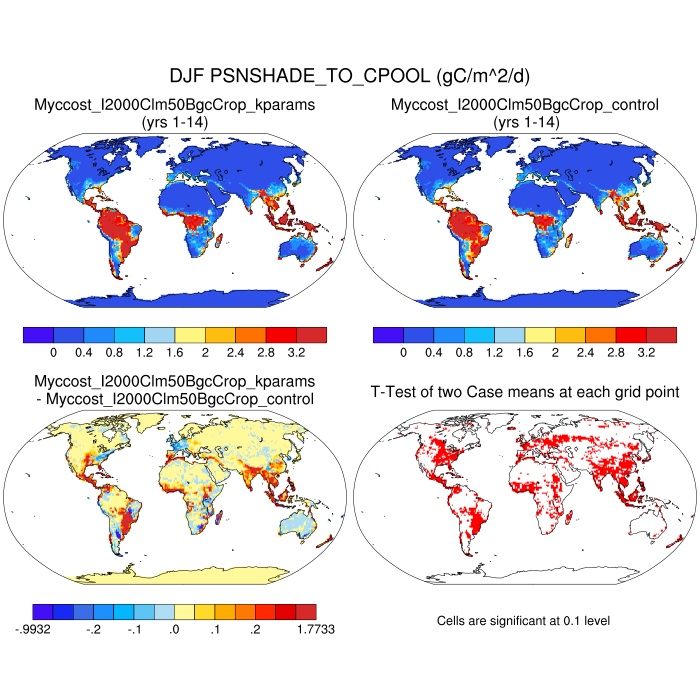 DJF PSNSHADE_TO_CPOOL (gC/m^2/d)
Myccost_I2000Clm50BgcCrop_kparams
(yrs 1-14)
Myccost_I2000Clm50BgcCrop_control
(yrs 1-14)
0 0.4 0.8 1.2 1.6 2 2.4 2.8 3.2
0 0.4 0.8 1.2 1.6 2 2.4 2.8 3.2
Myccost_I2000Clm50BgcCrop_kparams
- Myccost_I2000Clm50BgcCrop_control
T-Test of two Case means at each grid point
-.9932 -.2 -.1 .0 .1 .2 1.7733
Cells are significant at 0.1 level